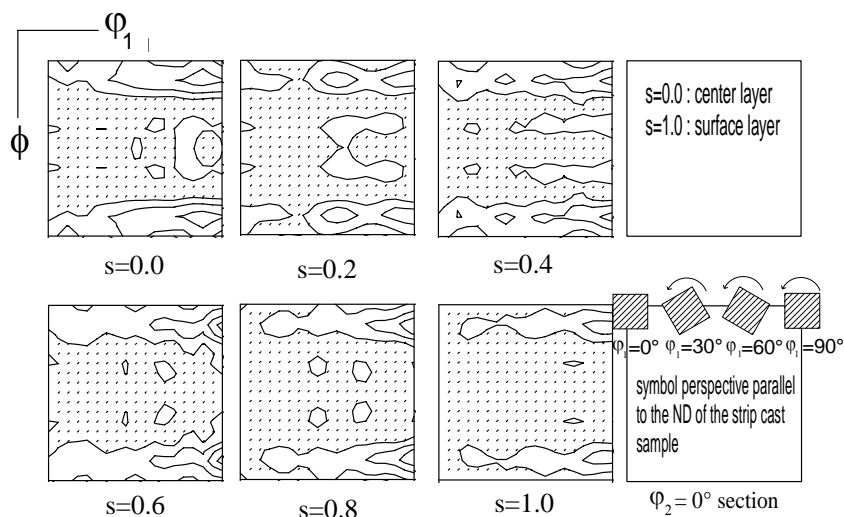 φ₁
ϕ
s=0.0 : center layer
s=1.0 : surface layer
s=0.0
s=0.2
s=0.4
φ₁=0° φ₁=30° φ₁=60° φ₁=90°
symbol perspective parallel
to the ND of the strip cast
sample
s=0.6
s=0.8
s=1.0
φ₂ = 0° section